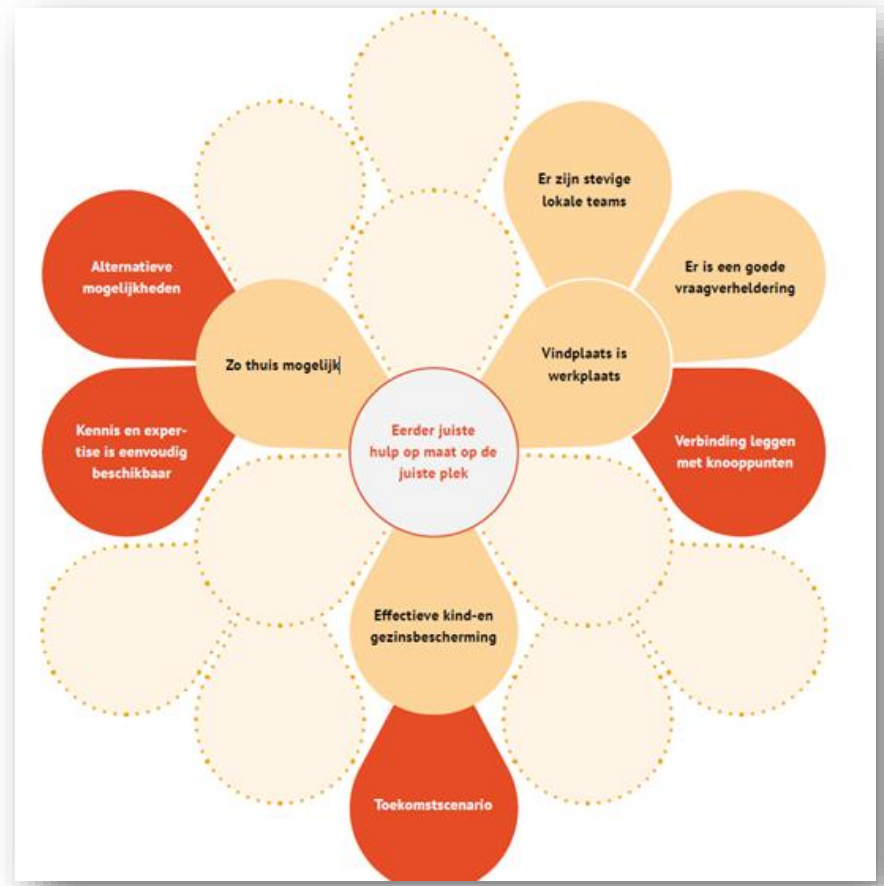 Er zijn stevige
lokale teams
Alternatieve
mogelijkheden
Er is een goede
vraagverheldering
Zo thuis mogelijk
Vindplaats is
werkplaats
Kennis en exper-
tise is eenvoudig
beschikbaar
Eerder juiste
hulp op maat op de
juiste plek
Verbinding leggen
met knooppunten
Effectieve kind-en
gezinsbescherming
Toekomstscenario